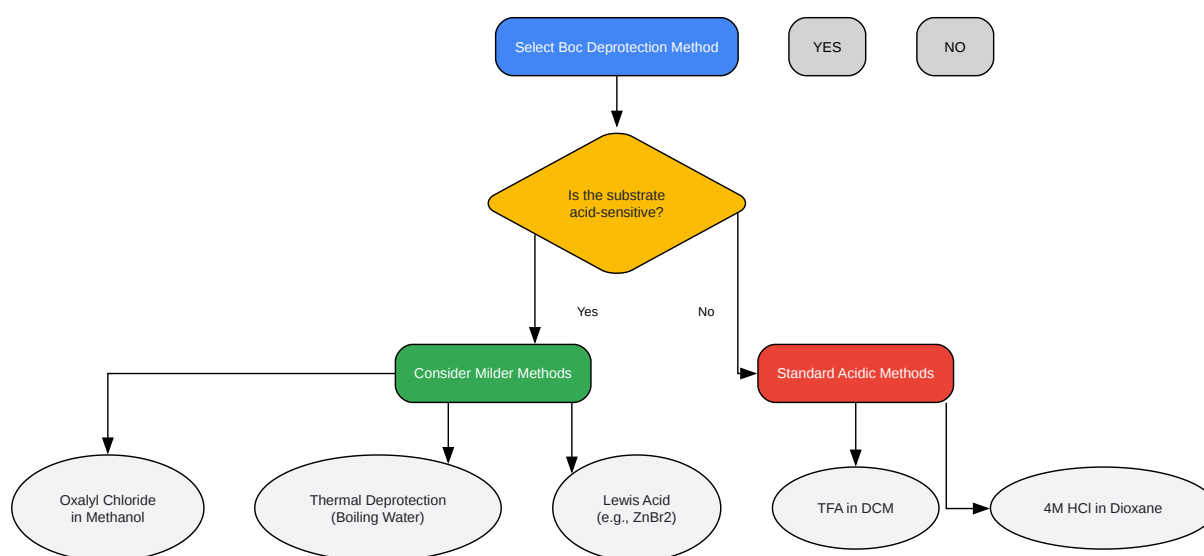 Select Boc Deprotection Method
YES
NO
Is the substrate
acid-sensitive?
Yes
No
Consider Milder Methods
Standard Acidic Methods
Oxalyl Chloride
in Methanol
Thermal Deprotection
(Boiling Water)
Lewis Acid
(e.g., ZnBr2)
TFA in DCM
4M HCl in Dioxane